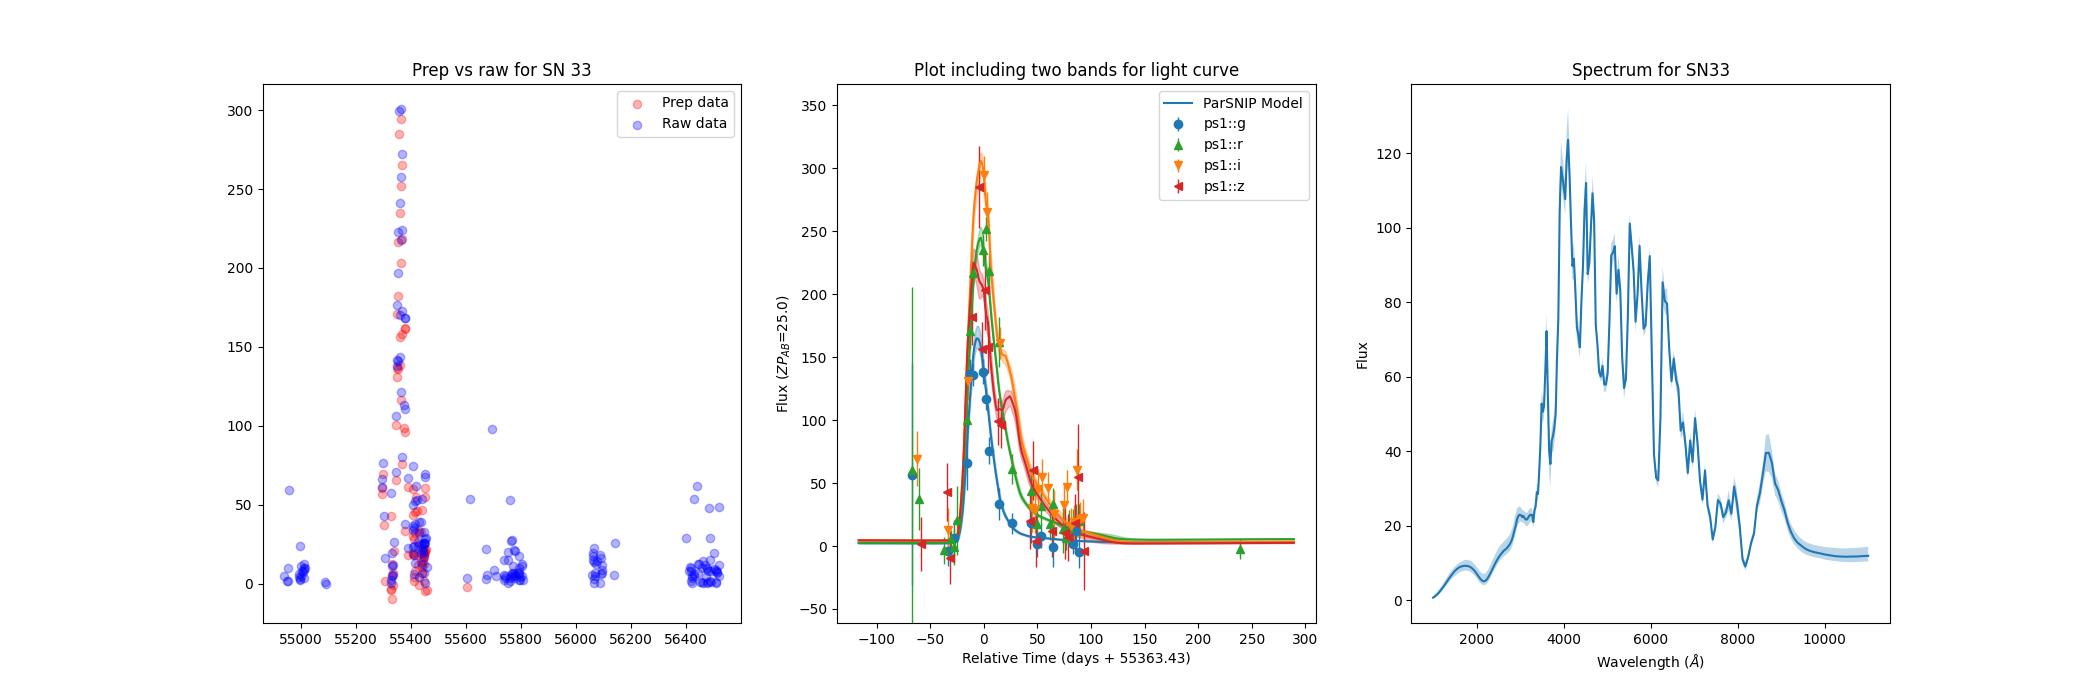 Prep vs raw for SN 33
Prep data
Raw data
300
250
200
150
100
50
0
55000 55200 55400 55600 55800 56000 56200 56400
Plot including two bands for light curve
ParSNIP Model
ps1::g
ps1::r
ps1::i
ps1::z
Flux (ZP_AB=25.0)
350
300
250
200
150
100
50
0
−50
−100 −50 0 50 100 150 200 250 300
Relative Time (days + 55363.43)
Spectrum for SN33
Flux
120
100
80
60
40
20
0
2000 4000 6000 8000 10000
Wavelength (Å)